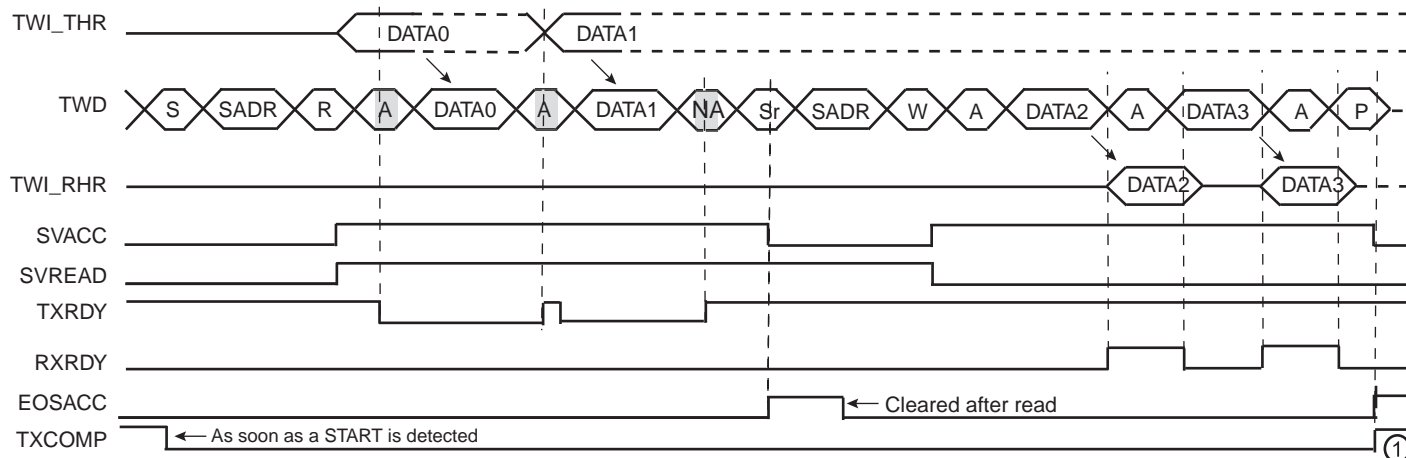 TWI_THR DATA0 DATA1
TWD S SADR R A DATA0 A DATA1 NA Sr SADR W A DATA2 A DATA3 A P
TWI_RHR DATA2 DATA3
SVACC
SVREAD
TXRDY
RXRDY
EOSACC Cleared after read
TXCOMP As soon as a START is detected 1